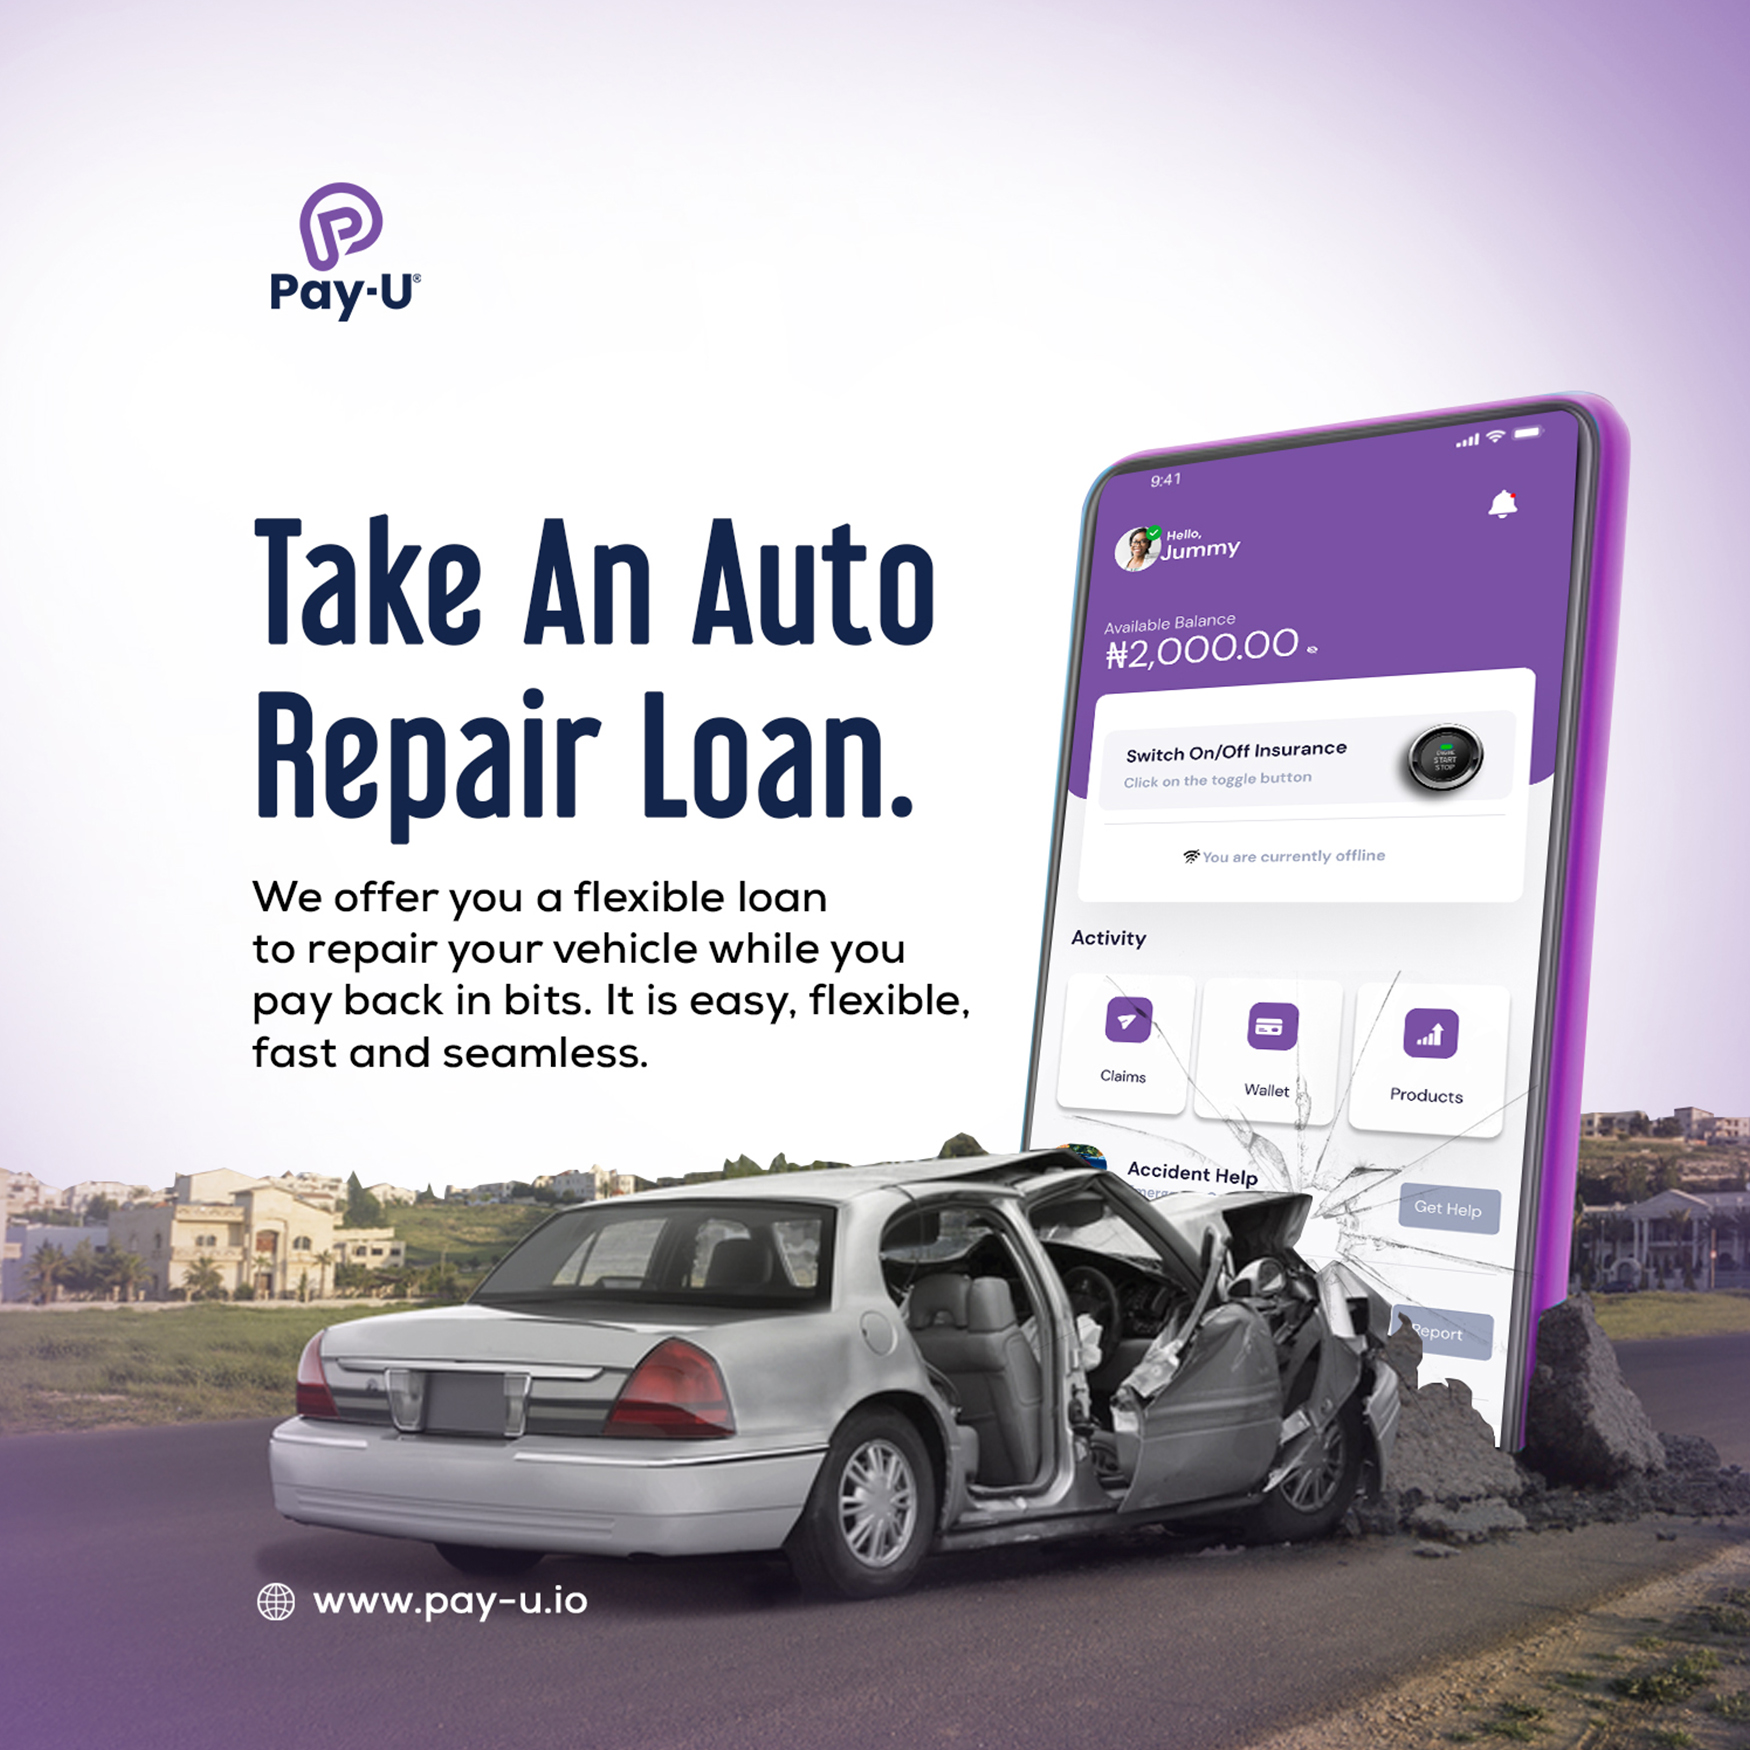 Pay-U®
Take An Auto
Repair Loan.
We offer you a flexible loan
to repair your vehicle while you
pay back in bits. It is easy, flexible,
fast and seamless.
9:41
Hello,
Jummy
Available Balance
₦2,000.00
Switch On/Off Insurance
Click on the toggle button
ENGINE
START
STOP
You are currently offline
Activity
Claims
Wallet
Products
Accident Help
Get Help
Report
www.pay-u.io